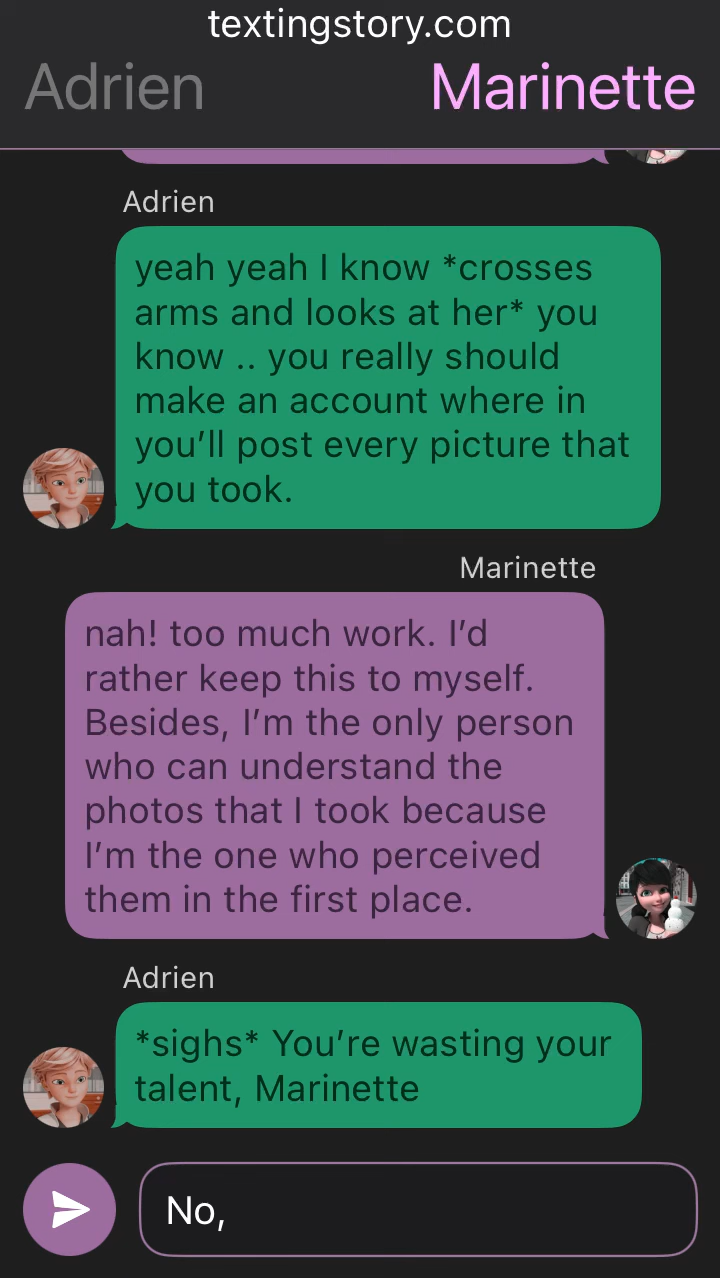 textingstory.com
Adrien Marinette
Adrien
yeah yeah I know *crosses
arms and looks at her* you
know .. you really should
make an account where in
you’ll post every picture that
you took.
Marinette
nah! too much work. I’d
rather keep this to myself.
Besides, I’m the only person
who can understand the
photos that I took because
I’m the one who perceived
them in the first place.
Adrien
*sighs* You’re wasting your
talent, Marinette
No,